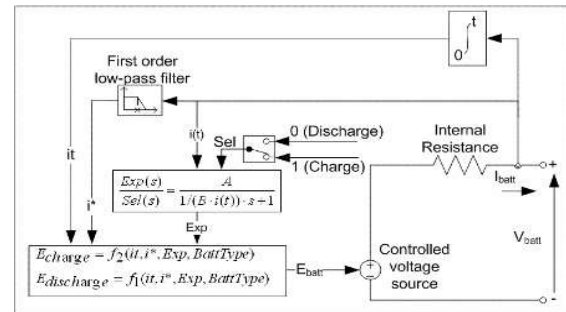 t
∫
0
First order
low-pass filter
i(t)
Sel
0 (Discharge)
1 (Charge)
Internal
Resistance
+
I_batt
it
i*
Exp(s)/Sel(s) = A/(1/(B·i(t))·s+1)
Exp
V_batt
E_charge = f_2(it,i*,Exp,BattType)
E_discharge = f_1(it,i*,Exp,BattType)
E_batt
+
-
Controlled
voltage
source
-